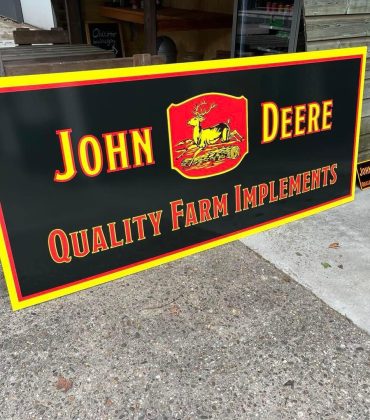 JOHN DEERE
QUALITY FARM IMPLEMENTS